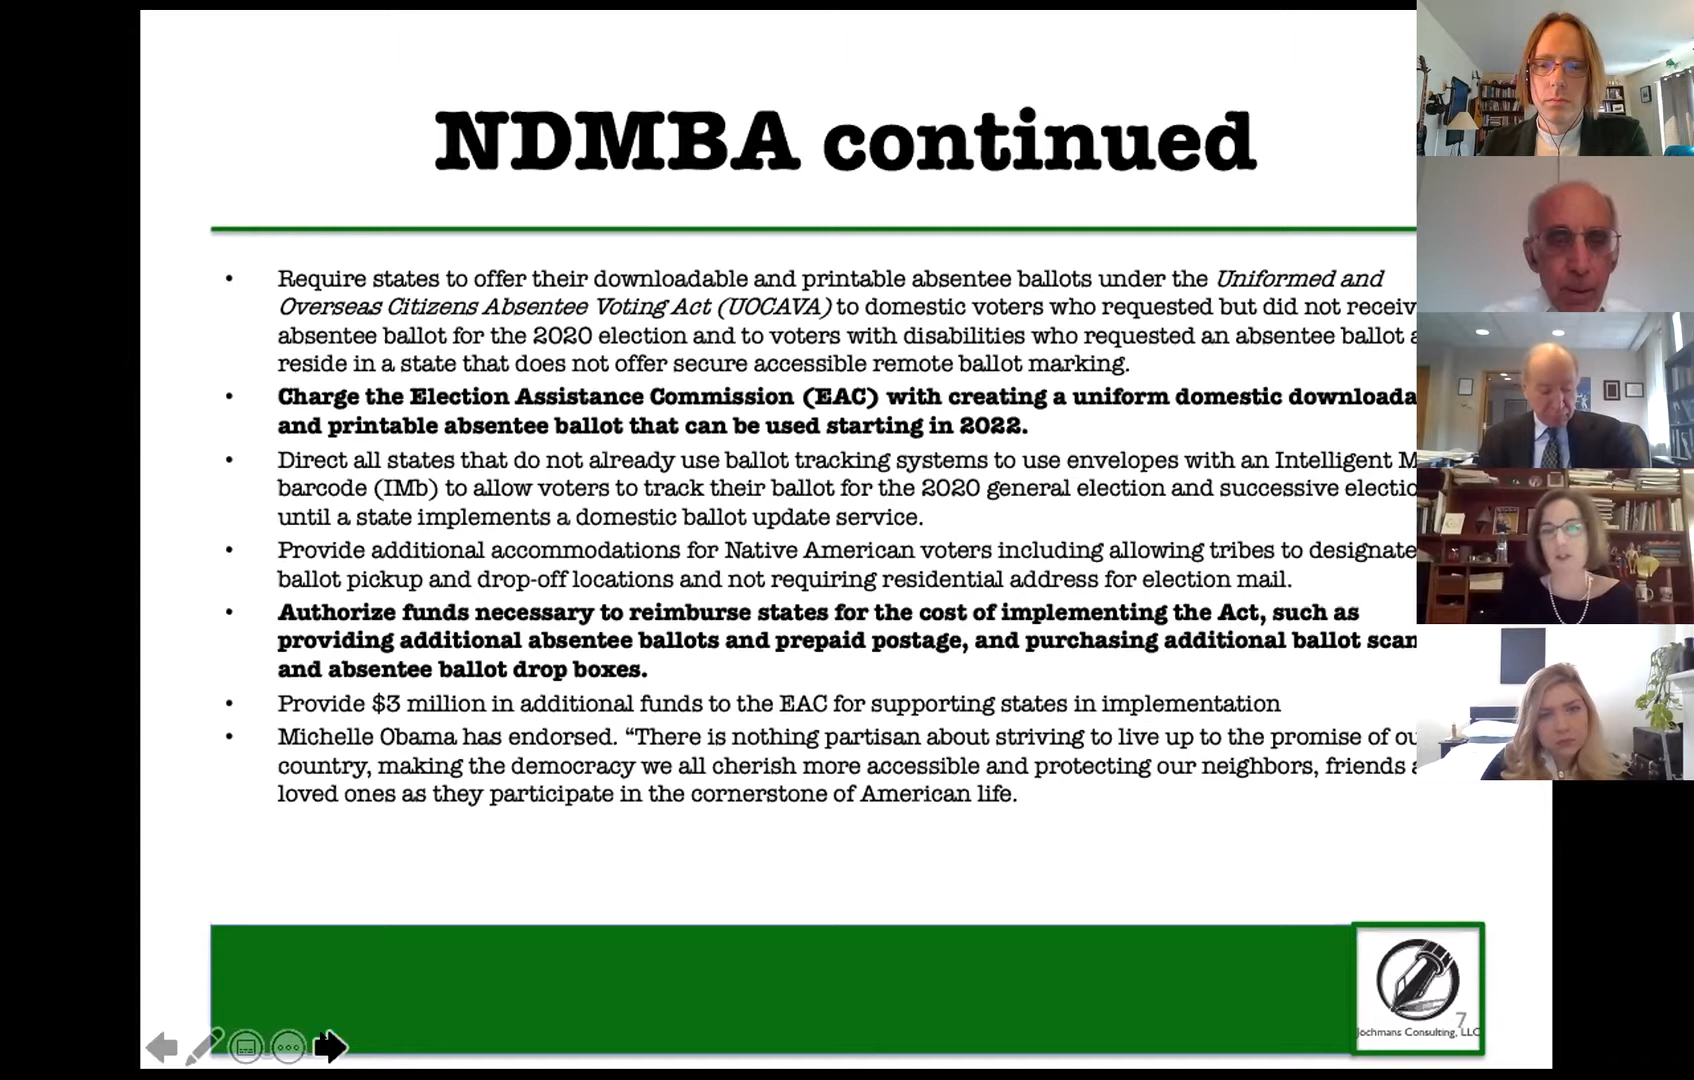 NDMBA continued
• Require states to offer their downloadable and printable absentee ballots under the Uniformed and
Overseas Citizens Absentee Voting Act (UOCAVA) to domestic voters who requested but did not receiv
absentee ballot for the 2020 election and to voters with disabilities who requested an absentee ballot a
reside in a state that does not offer secure accessible remote ballot marking.
• Charge the Election Assistance Commission (EAC) with creating a uniform domestic downloada
and printable absentee ballot that can be used starting in 2022.
• Direct all states that do not already use ballot tracking systems to use envelopes with an Intelligent M
barcode (IMb) to allow voters to track their ballot for the 2020 general election and successive electio
until a state implements a domestic ballot update service.
• Provide additional accommodations for Native American voters including allowing tribes to designate
ballot pickup and drop-off locations and not requiring residential address for election mail.
• Authorize funds necessary to reimburse states for the cost of implementing the Act, such as
providing additional absentee ballots and prepaid postage, and purchasing additional ballot scan
and absentee ballot drop boxes.
• Provide $3 million in additional funds to the EAC for supporting states in implementation
• Michelle Obama has endorsed. “There is nothing partisan about striving to live up to the promise of ou
country, making the democracy we all cherish more accessible and protecting our neighbors, friends a
loved ones as they participate in the cornerstone of American life.
7
Jochmans Consulting, LLC